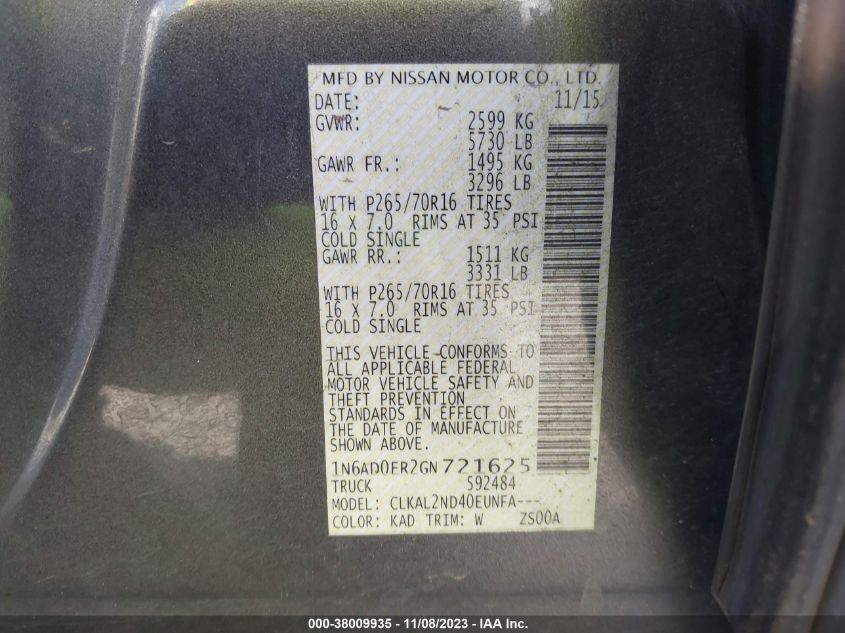 MFD BY NISSAN MOTOR CO., LTD.
DATE: 11/15
GVWR: 2599 KG
5730 LB
GAWR FR.: 1495 KG
3296 LB
WITH P265/70R16 TIRES
16 X 7.0 RIMS AT 35 PSI
COLD SINGLE
GAWR RR.: 1511 KG
3331 LB
WITH P265/70R16 TIRES
16 X 7.0 RIMS AT 35 PSI
COLD SINGLE
THIS VEHICLE CONFORMS TO
ALL APPLICABLE FEDERAL
MOTOR VEHICLE SAFETY AND
THEFT PREVENTION
STANDARDS IN EFFECT ON
THE DATE OF MANUFACTURE
SHOWN ABOVE.
1N6AD0ER2GN721625
TRUCK 592484
MODEL: CLKAL2ND40EUNFA---
COLOR: KAD TRIM: W ZS00A
000-38009935 - 11/08/2023 - IAA Inc.